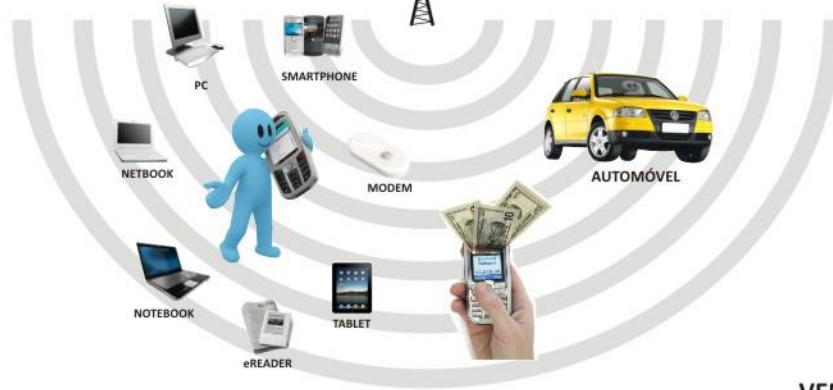 PC
SMARTPHONE
NETBOOK
MODEM
AUTOMÓVEL
NOTEBOOK
TABLET
eREADER